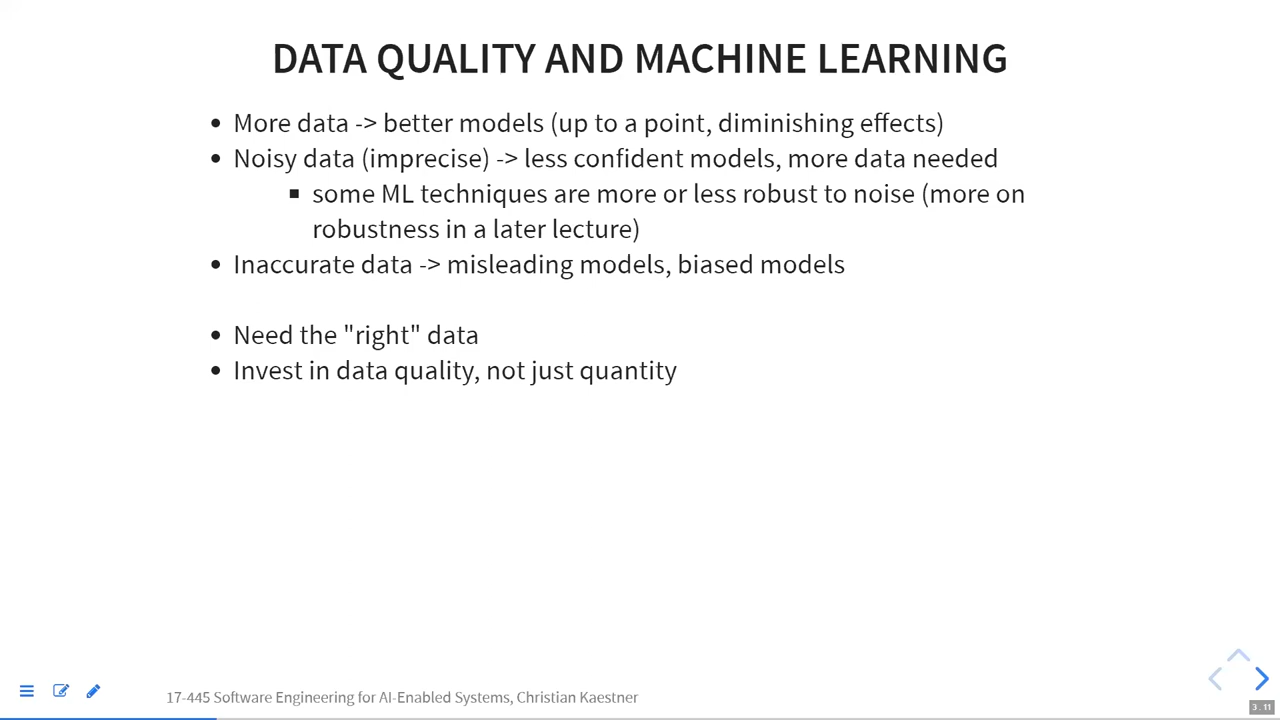 DATA QUALITY AND MACHINE LEARNING
More data -> better models (up to a point, diminishing effects)
Noisy data (imprecise) -> less confident models, more data needed
some ML techniques are more or less robust to noise (more on
robustness in a later lecture)
Inaccurate data -> misleading models, biased models
Need the "right" data
Invest in data quality, not just quantity
17-445 Software Engineering for AI-Enabled Systems, Christian Kaestner
3.11